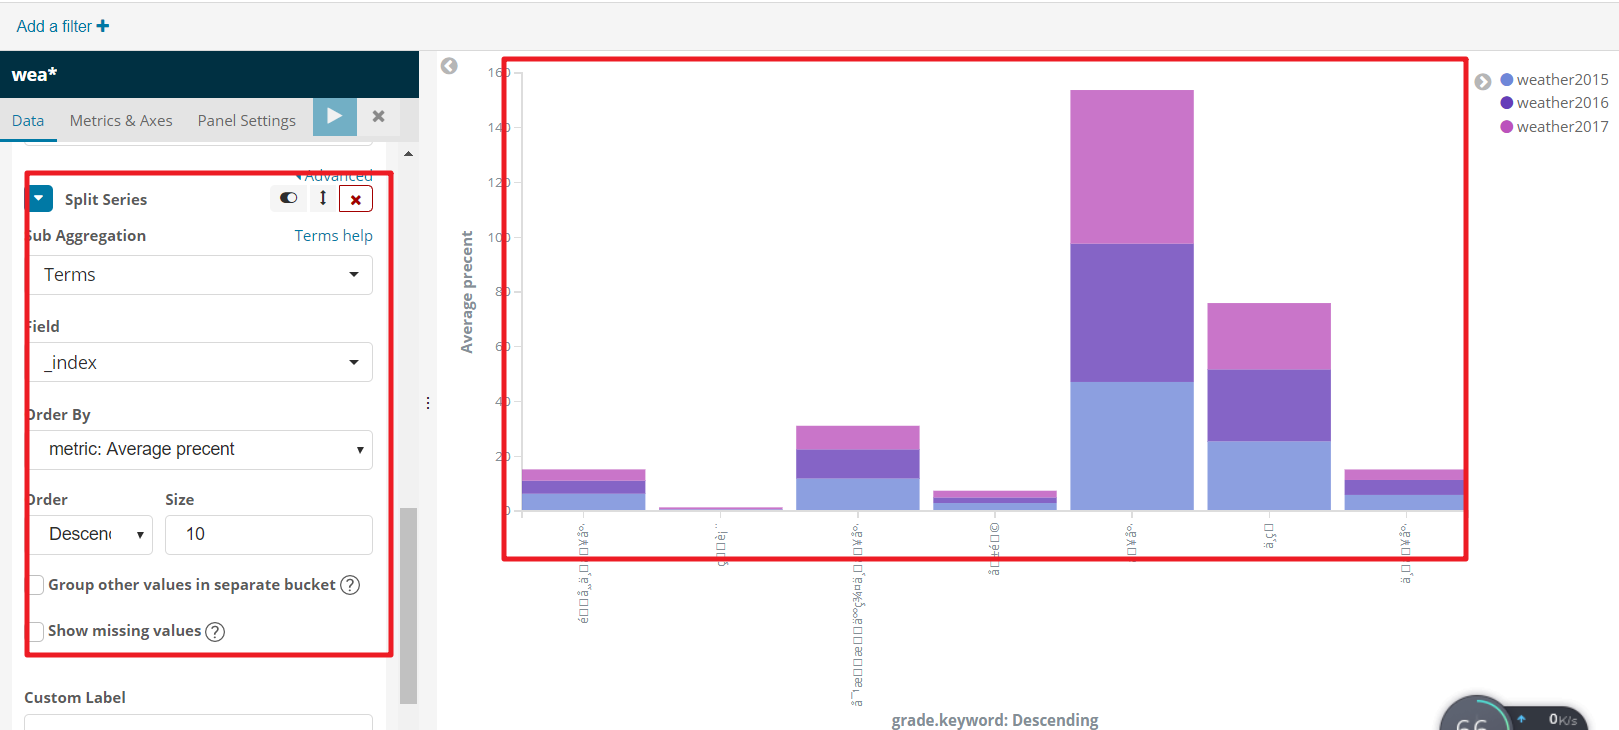 Add a filter +
wea*
Data Metrics & Axes Panel Settings
Advanced
Split Series
Sub Aggregation Terms help
Terms
Field
_index
Order By
metric: Average precent
Order Size
Descen 10
Group other values in separate bucket ?
Show missing values ?
Custom Label
160
140
120
100
80
60
40
20
0
Average precent
grade.keyword: Descending
weather2015
weather2016
weather2017
66
0K/s